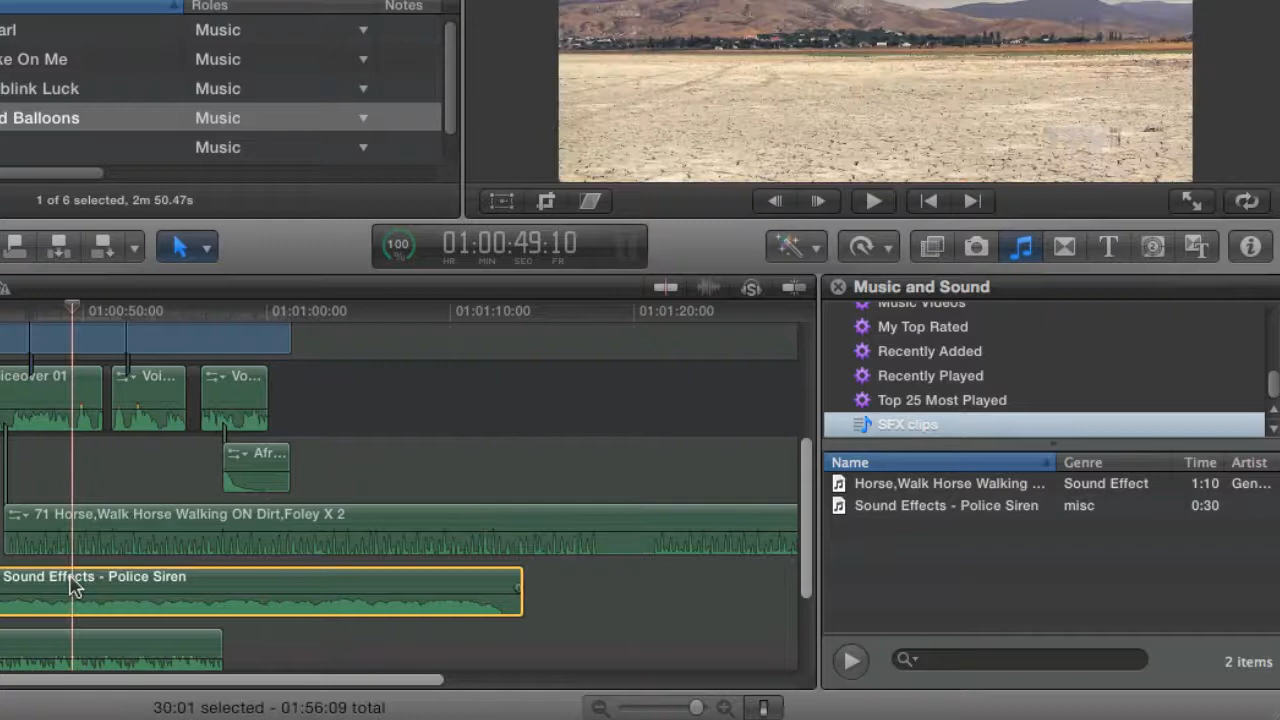 Roles Notes
arl Music
ke On Me Music
blink Luck Music
d Balloons Music
Music
1 of 6 selected, 2m 50.47s
100 %
01:00:49:10
HR MIN SEC FR
Music and Sound
01:00:50:00 01:01:00:00 01:01:10:00 01:01:20:00
Music Videos
My Top Rated
Recently Added
Recently Played
Top 25 Most Played
SFX clips
iceover 01 Voi... Vo...
Afr...
71 Horse,Walk Horse Walking ON Dirt,Foley X 2
Sound Effects - Police Siren
Name Genre Time Artist
Horse,Walk Horse Walking ... Sound Effect 1:10 Gen...
Sound Effects - Police Siren misc 0:30
2 items
30:01 selected - 01:56:09 total